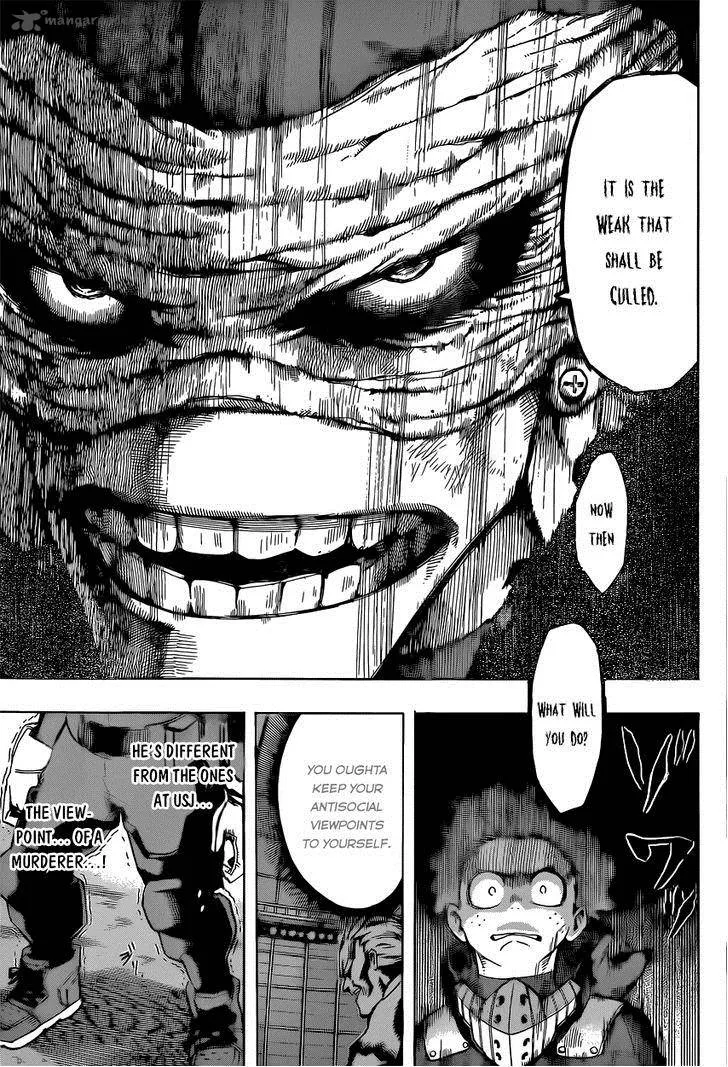 mangareader.net
IT IS THE
WEAK THAT
SHALL BE
CULLED.
NOW
THEN
WHAT WILL
YOU DO?
YOU OUGHTA
KEEP YOUR
ANTISOCIAL
VIEWPOINTS
TO YOURSELF.
HE'S DIFFERENT
FROM THE ONES
AT USJ...
THE VIEW-
POINT... OF A
MURDERER...!